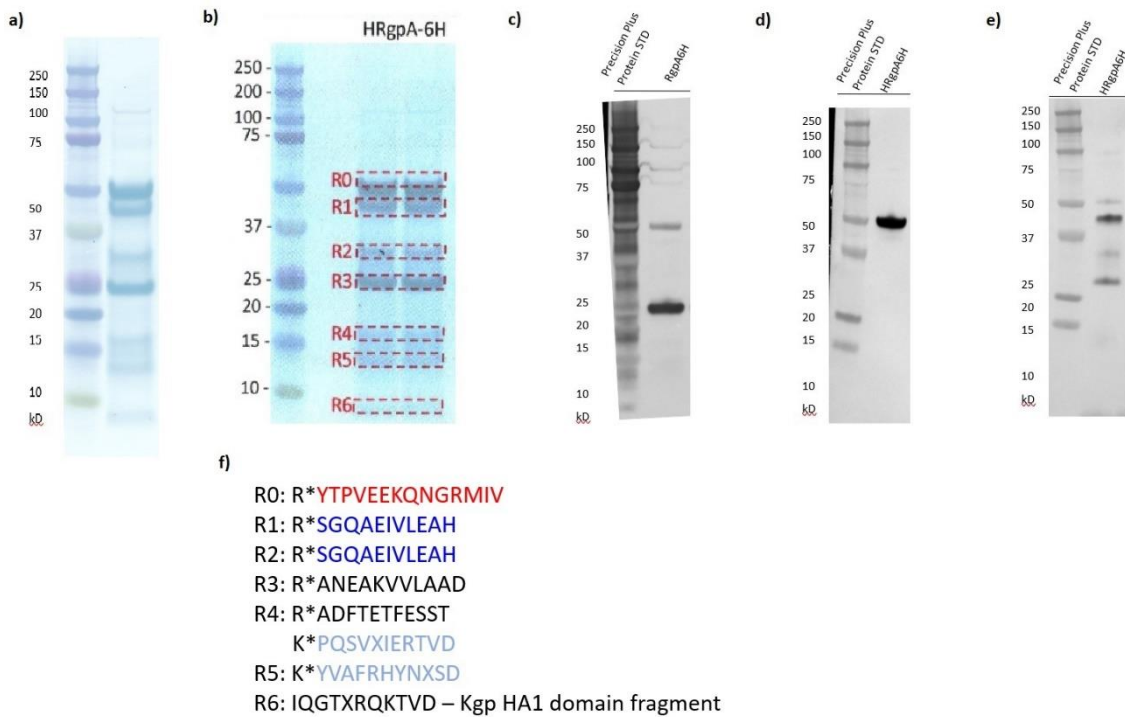 a)
250
150
100
75
50
37
25
20
15
10
kD
b)
HRgpA-6H
250 -
150 -
100 -
75 -
37 -
25 -
20 -
15 -
10 -
R0
R1
R2
R3
R4
R5
R6
c)
Precision Plus
Protein STD
RgpA6H
250
150
100
75
50
37
25
20
15
10
kD
d)
Precision Plus
Protein STD
HRgpA6H
250
150
100
75
50
37
25
20
15
10
kD
e)
Precision Plus
Protein STD
HRgpA6H
250
150
100
75
50
37
25
20
15
10
kD
f)
R0: R*YTPVEEKQNGRMIV
R1: R*SGQAEIVLEAH
R2: R*SGQAEIVLEAH
R3: R*ANEAKVVLAAD
R4: R*ADFTETFESST
K*PQSVXIERTVD
R5: K*YVAFRHYNXSD
R6: IQGTXRQKTVD – Kgp HA1 domain fragment